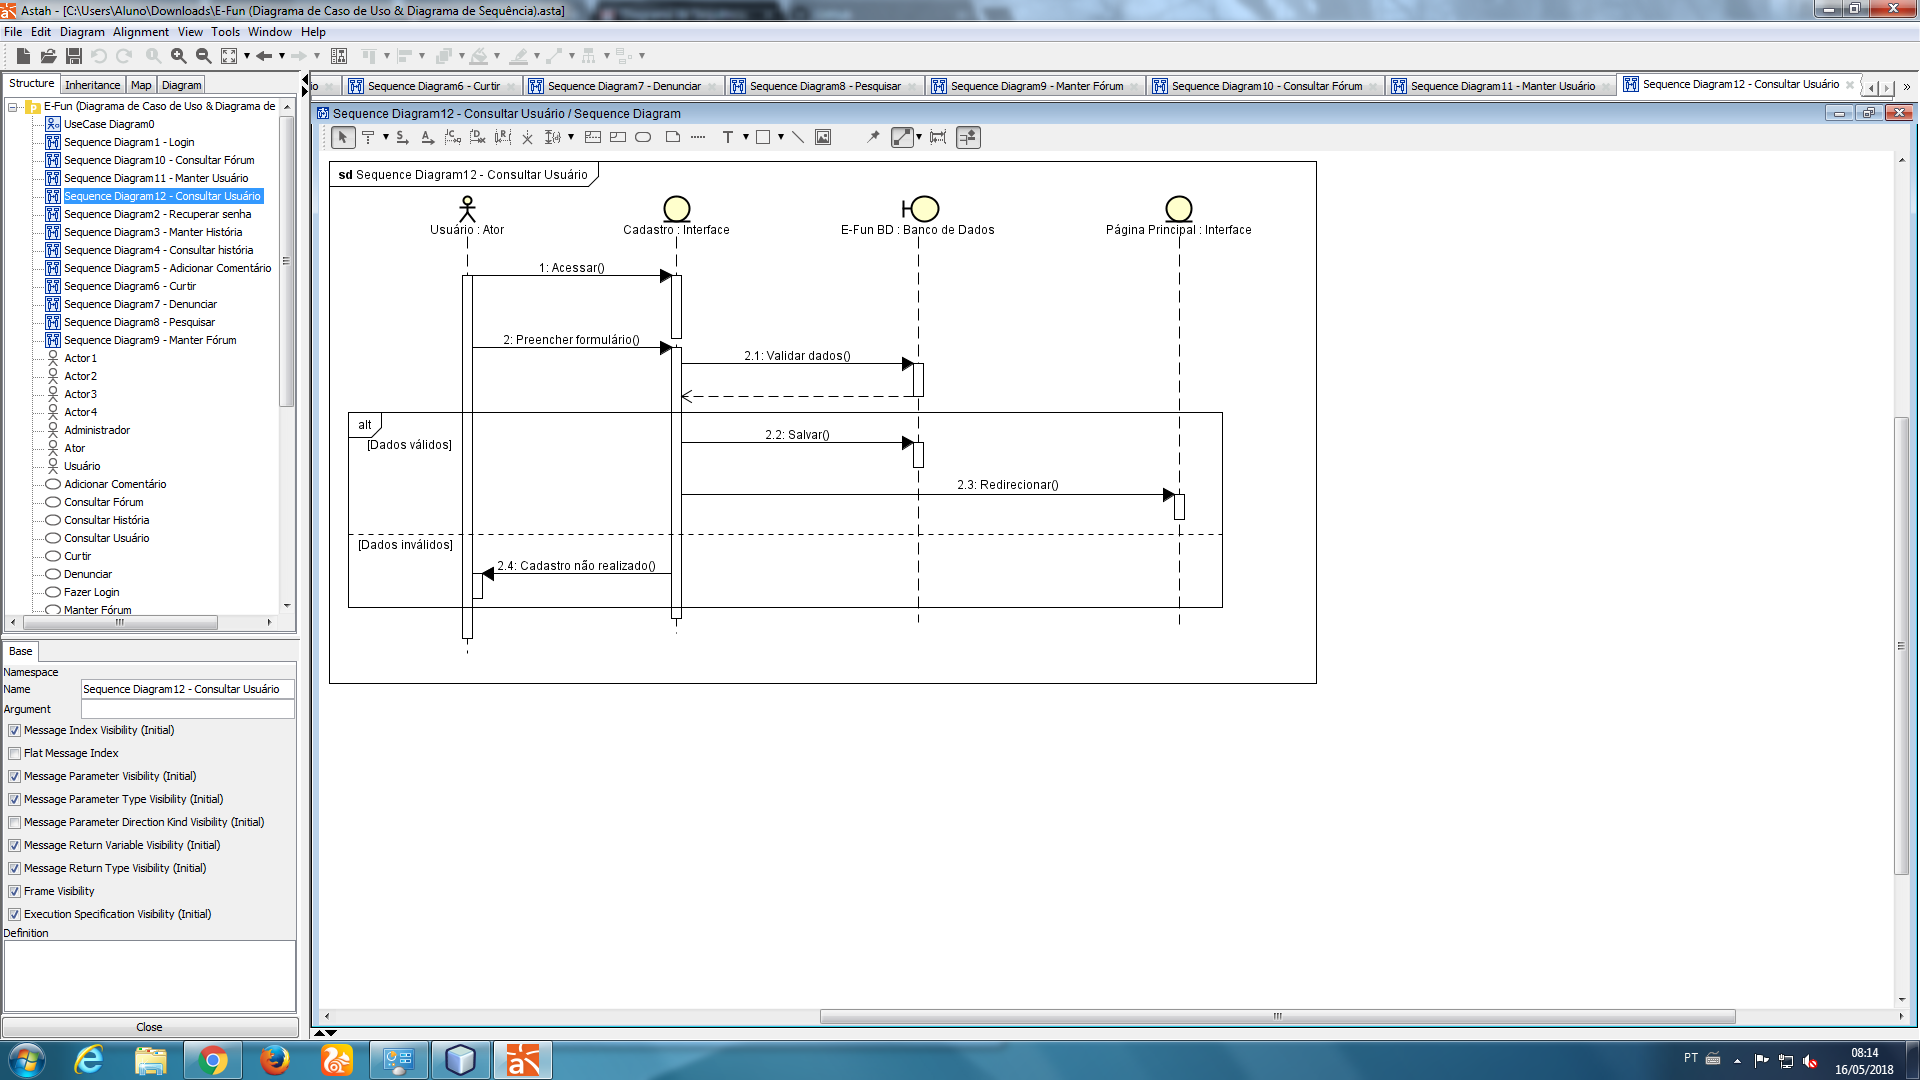 Astah - [C:\Users\Aluno\Downloads\E-Fun (Diagrama de Caso de Uso & Diagrama de Sequência).asta]
File Edit Diagram Alignment View Tools Window Help
Structure Inheritance Map Diagram
E-Fun (Diagrama de Caso de Uso & Diagrama de
UseCase Diagram0
Sequence Diagram1 - Login
Sequence Diagram10 - Consultar Fórum
Sequence Diagram11 - Manter Usuário
Sequence Diagram12 - Consultar Usuário
Sequence Diagram2 - Recuperar senha
Sequence Diagram3 - Manter História
Sequence Diagram4 - Consultar história
Sequence Diagram5 - Adicionar Comentário
Sequence Diagram6 - Curtir
Sequence Diagram7 - Denunciar
Sequence Diagram8 - Pesquisar
Sequence Diagram9 - Manter Fórum
Actor1
Actor2
Actor3
Actor4
Administrador
Ator
Usuário
Adicionar Comentário
Consultar Fórum
Consultar História
Consultar Usuário
Curtir
Denunciar
Fazer Login
Manter Fórum
Base
Namespace
Name Sequence Diagram12 - Consultar Usuário
Argument
Message Index Visibility (Initial)
Flat Message Index
Message Parameter Visibility (Initial)
Message Parameter Type Visibility (Initial)
Message Parameter Direction Kind Visibility (Initial)
Message Return Variable Visibility (Initial)
Message Return Type Visibility (Initial)
Frame Visibility
Execution Specification Visibility (Initial)
Definition
Close
io Sequence Diagram6 - Curtir Sequence Diagram7 - Denunciar Sequence Diagram8 - Pesquisar Sequence Diagram9 - Manter Fórum Sequence Diagram10 - Consultar Fórum Sequence Diagram11 - Manter Usuário Sequence Diagram12 - Consultar Usuário
Sequence Diagram12 - Consultar Usuário / Sequence Diagram
sd Sequence Diagram12 - Consultar Usuário
Usuário : Ator Cadastro : Interface E-Fun BD : Banco de Dados Página Principal : Interface
1: Acessar()
2: Preencher formulário()
2.1: Validar dados()
alt
[Dados válidos]
2.2: Salvar()
2.3: Redirecionar()
[Dados inválidos]
2.4: Cadastro não realizado()
PT
08:14
16/05/2018